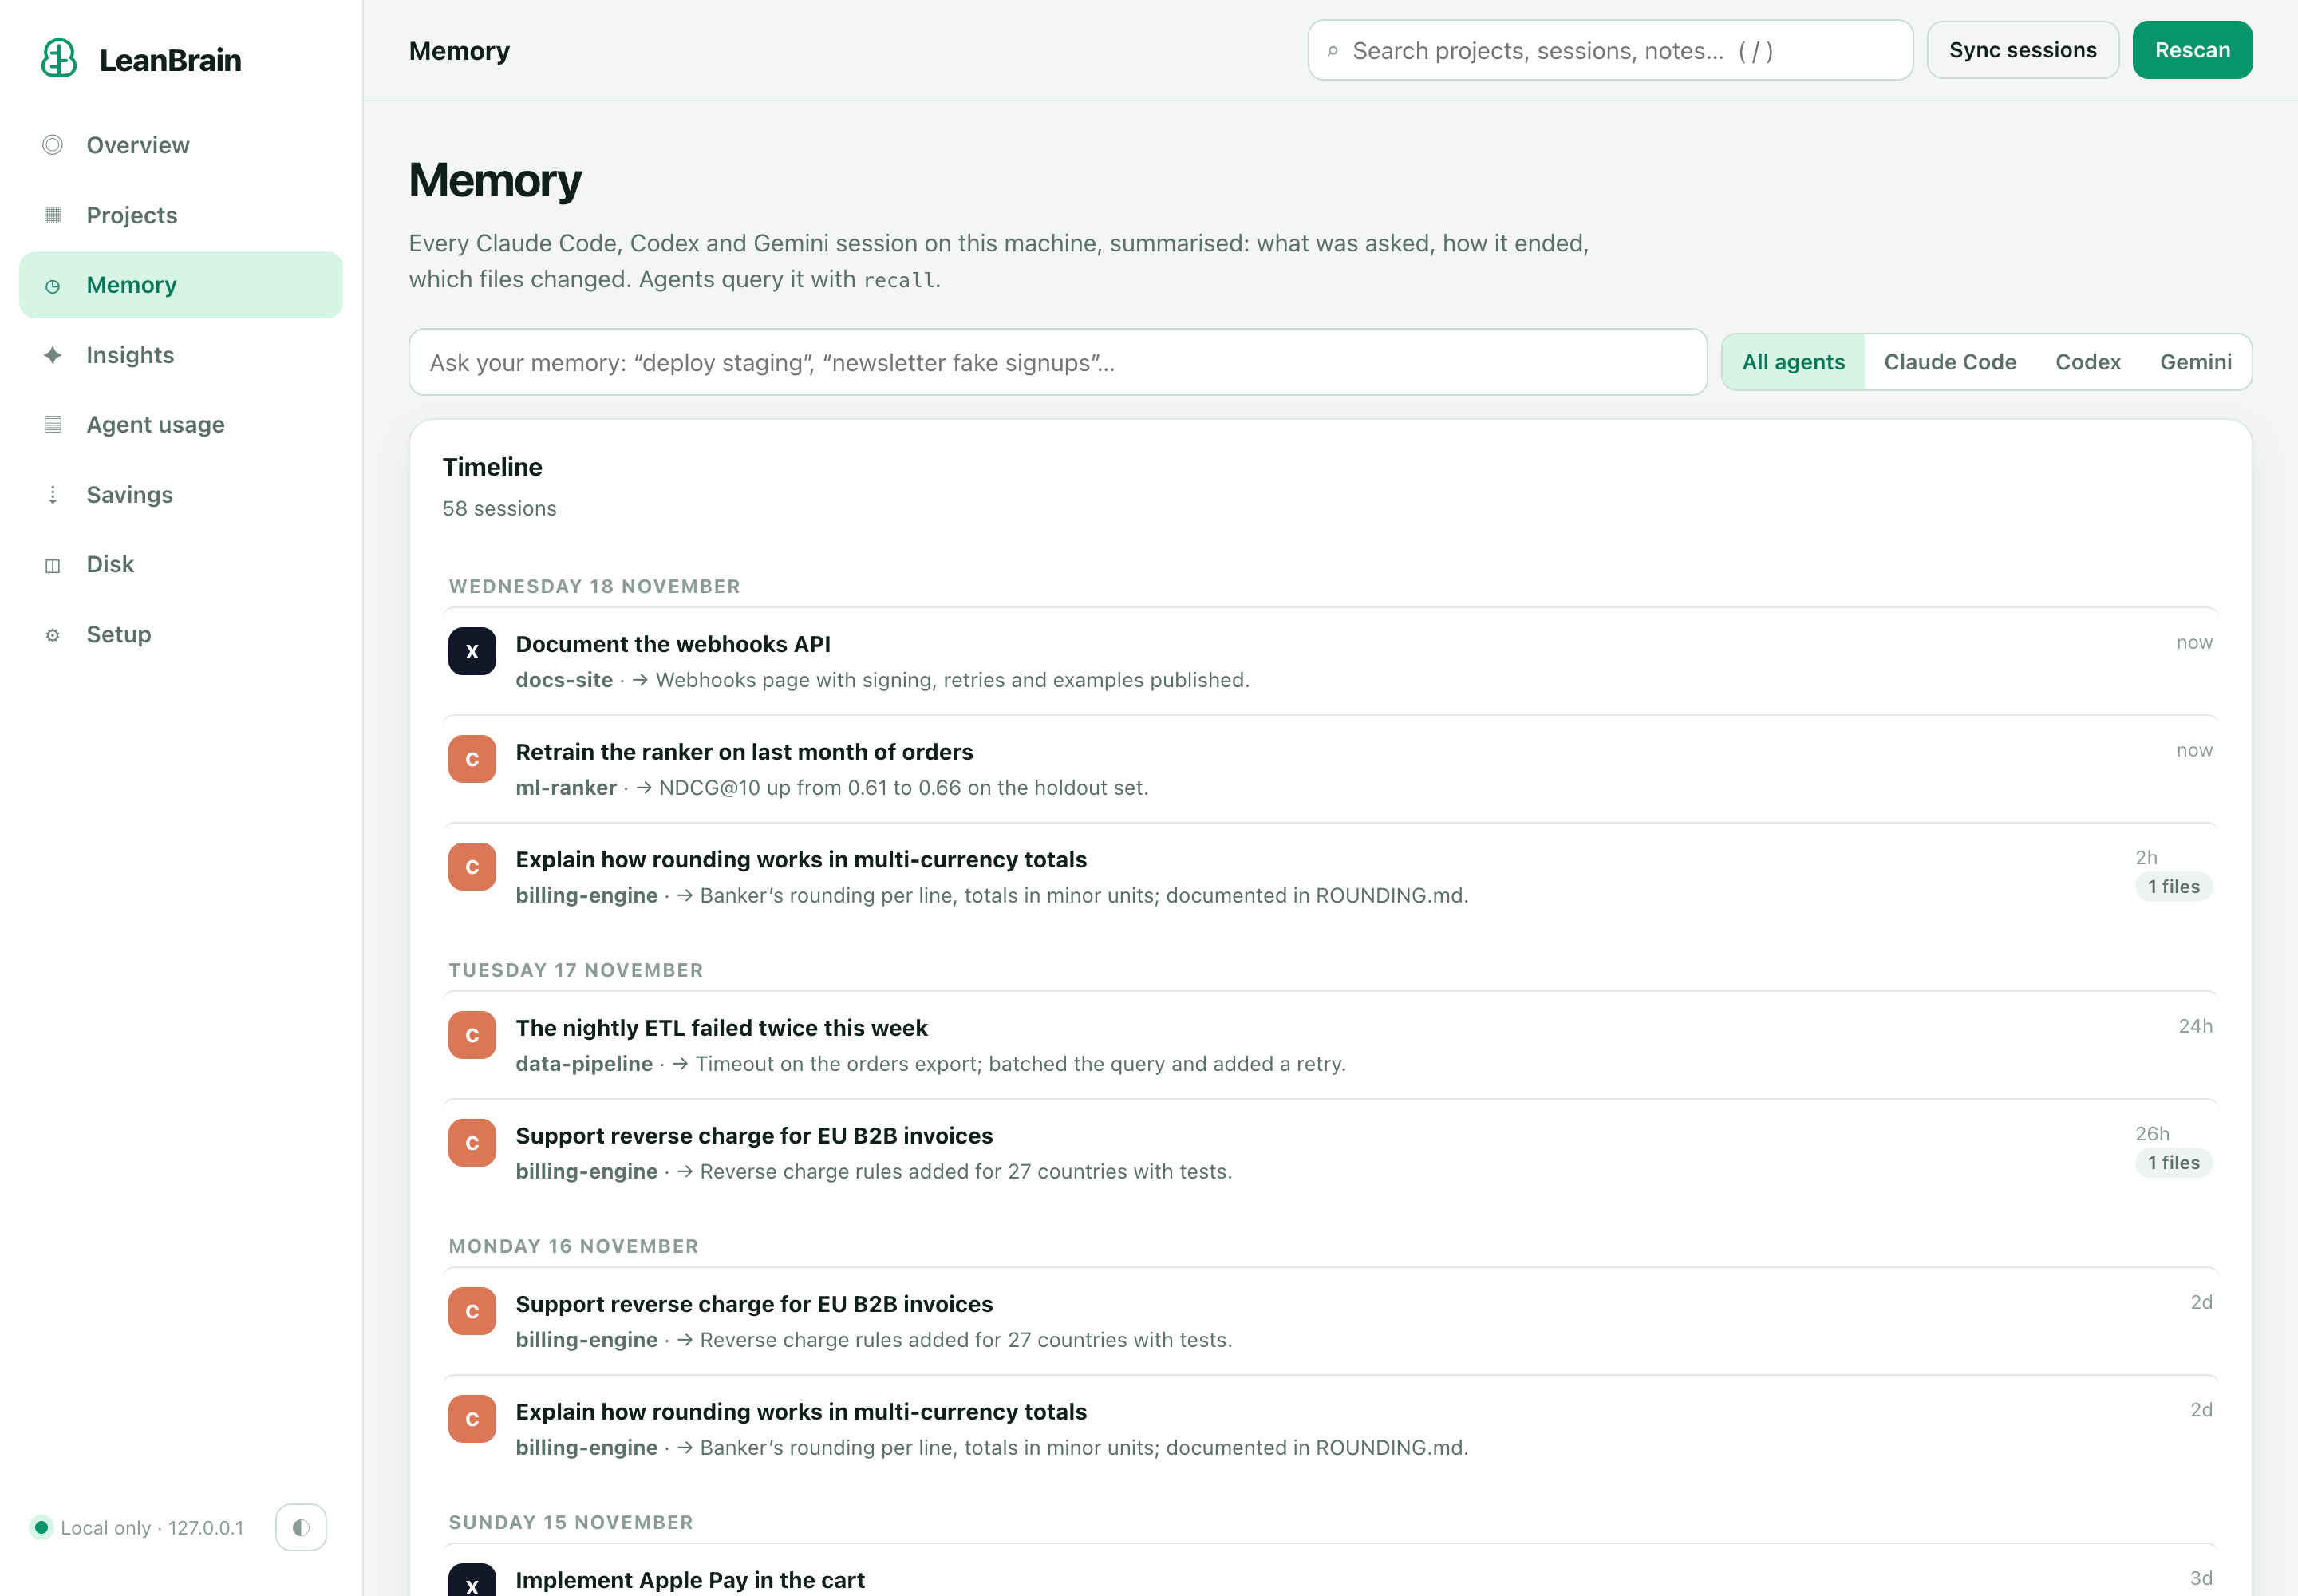 LeanBrain
Overview
Projects
Memory
Insights
Agent usage
Savings
Disk
Setup
Local only · 127.0.0.1
Memory
Search projects, sessions, notes… ( / )
Sync sessions
Rescan
Memory
Every Claude Code, Codex and Gemini session on this machine, summarised: what was asked, how it ended,
which files changed. Agents query it with recall.
Ask your memory: “deploy staging”, “newsletter fake signups”…
All agents
Claude Code
Codex
Gemini
Timeline
58 sessions
WEDNESDAY 18 NOVEMBER
X
Document the webhooks API
now
docs-site · → Webhooks page with signing, retries and examples published.
C
Retrain the ranker on last month of orders
now
ml-ranker · → NDCG@10 up from 0.61 to 0.66 on the holdout set.
C
Explain how rounding works in multi-currency totals
2h
billing-engine · → Banker’s rounding per line, totals in minor units; documented in ROUNDING.md.
1 files
TUESDAY 17 NOVEMBER
C
The nightly ETL failed twice this week
24h
data-pipeline · → Timeout on the orders export; batched the query and added a retry.
C
Support reverse charge for EU B2B invoices
26h
billing-engine · → Reverse charge rules added for 27 countries with tests.
1 files
MONDAY 16 NOVEMBER
C
Support reverse charge for EU B2B invoices
2d
billing-engine · → Reverse charge rules added for 27 countries with tests.
C
Explain how rounding works in multi-currency totals
2d
billing-engine · → Banker’s rounding per line, totals in minor units; documented in ROUNDING.md.
SUNDAY 15 NOVEMBER
X
Implement Apple Pay in the cart
3d